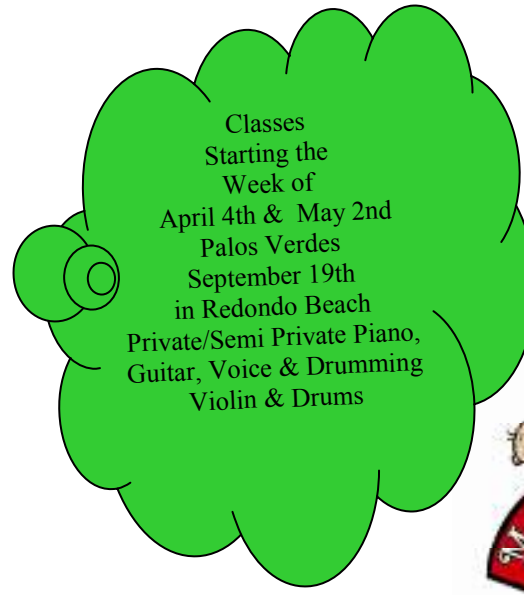 Classes
Starting the
Week of
April 4th & May 2nd
Palos Verdes
September 19th
in Redondo Beach
Private/Semi Private Piano,
Guitar, Voice & Drumming
Violin & Drums